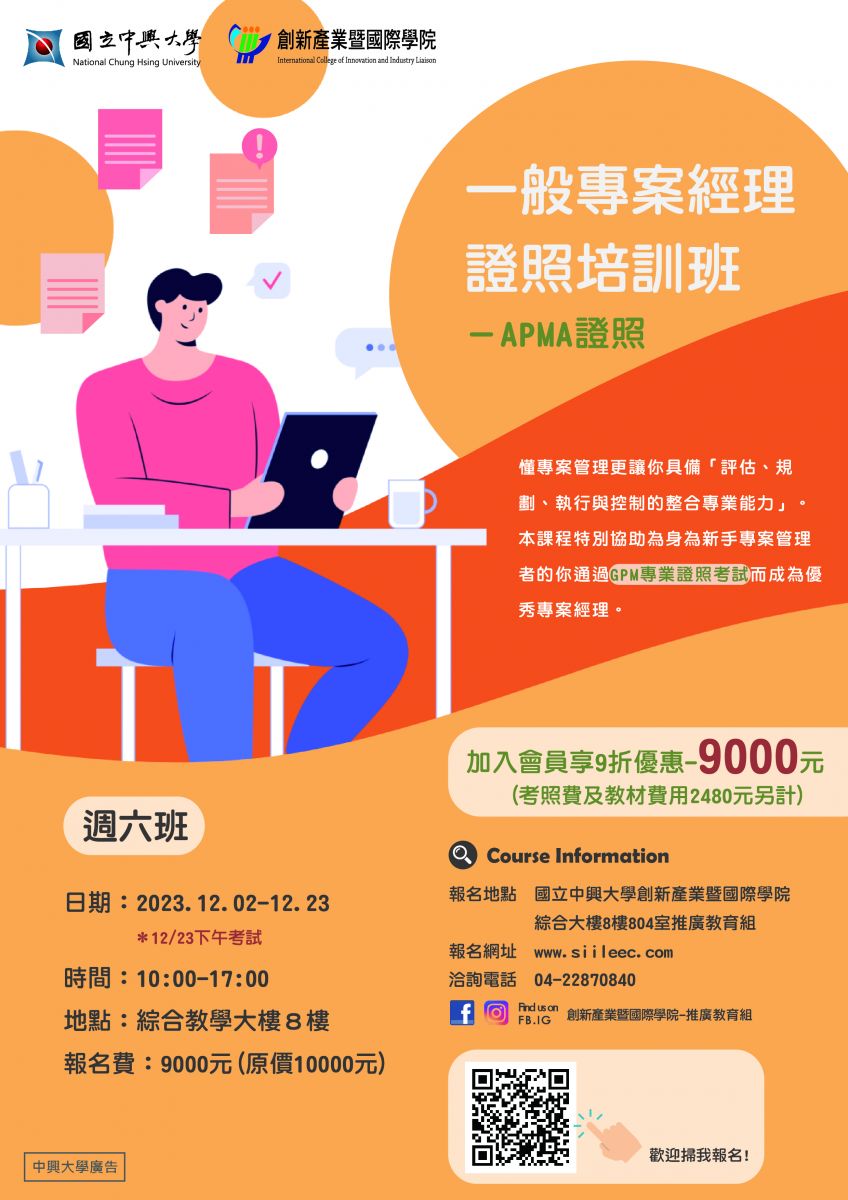 國立中興大學
National Chung Hsing University
創新產業暨國際學院
International College of Innovation and Industry Liaison
一般專案經理
證照培訓班
－APMA證照
懂專案管理更讓你具備「評估、規
劃、執行與控制的整合專業能力」。
本課程特別協助為身為新手專案管理
者的你通過GPM專業證照考試而成為優
秀專案經理。
加入會員享9折優惠-9000元
(考照費及教材費用2480元另計)
週六班
日期：2023.12.02-12.23
＊12/23下午考試
時間：10:00-17:00
地點：綜合教學大樓８樓
報名費：9000元(原價10000元)
Course Information
報名地點 國立中興大學創新產業暨國際學院
綜合大樓8樓804室推廣教育組
報名網址 www.siileec.com
洽詢電話 04-22870840
Find us on
FB.IG 創新產業暨國際學院-推廣教育組
歡迎掃我報名!
中興大學廣告